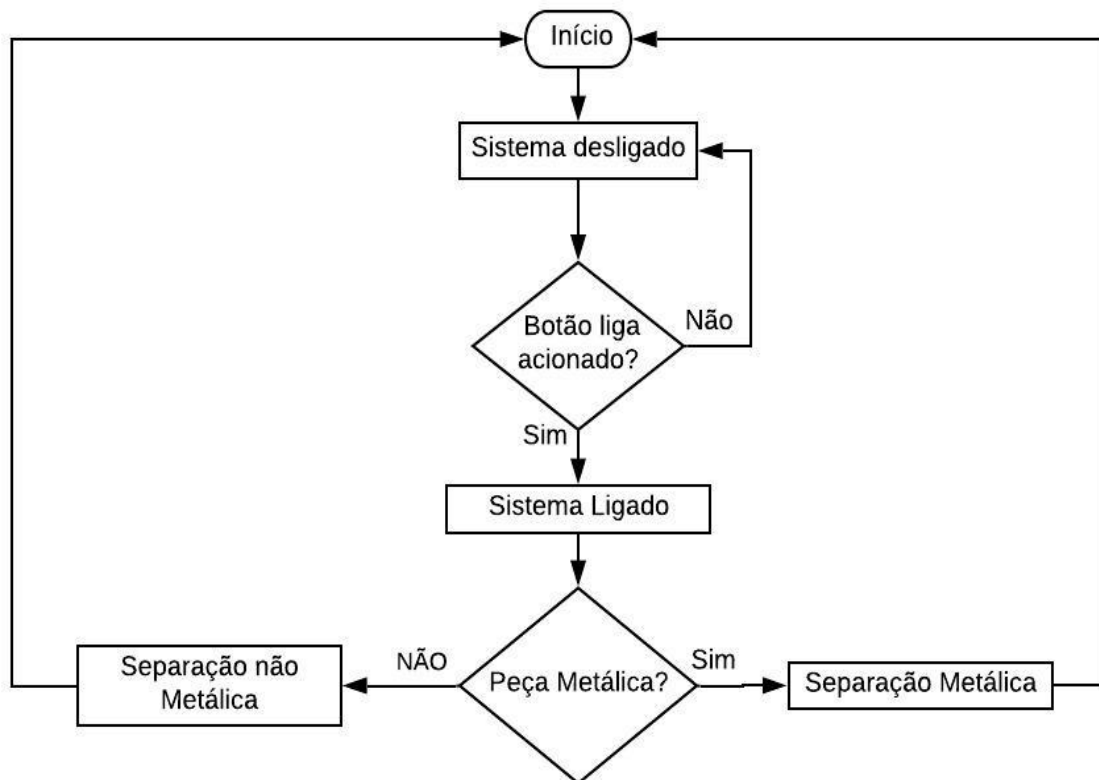 Início
Sistema desligado
Botão liga
acionado?
Não
Sim
Sistema Ligado
Peça Metálica?
NÃO
Sim
Separação não
Metálica
Separação Metálica